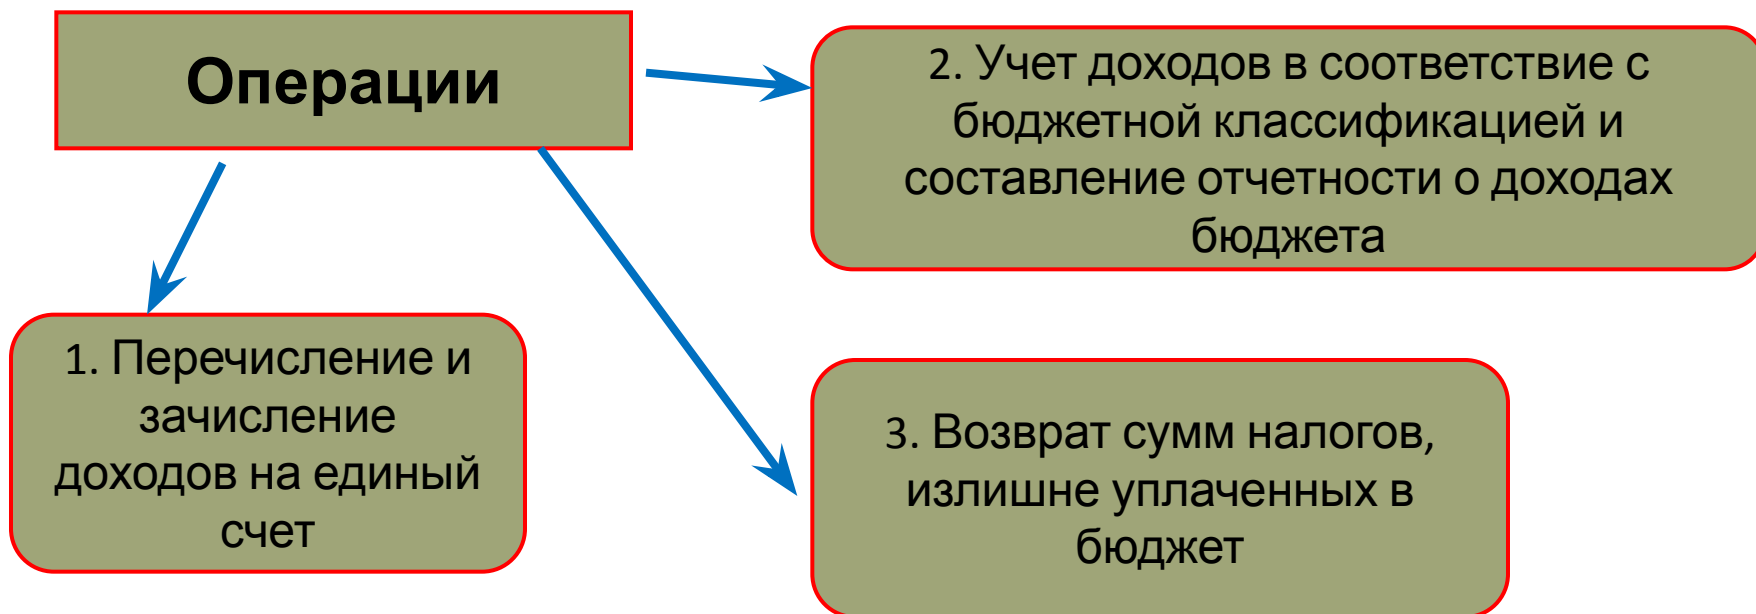 Операции
2. Учет доходов в соответствие с
бюджетной классификацией и
составление отчетности о доходах
бюджета
1. Перечисление и
зачисление
доходов на единый
счет
3. Возврат сумм налогов,
излишне уплаченных в
бюджет